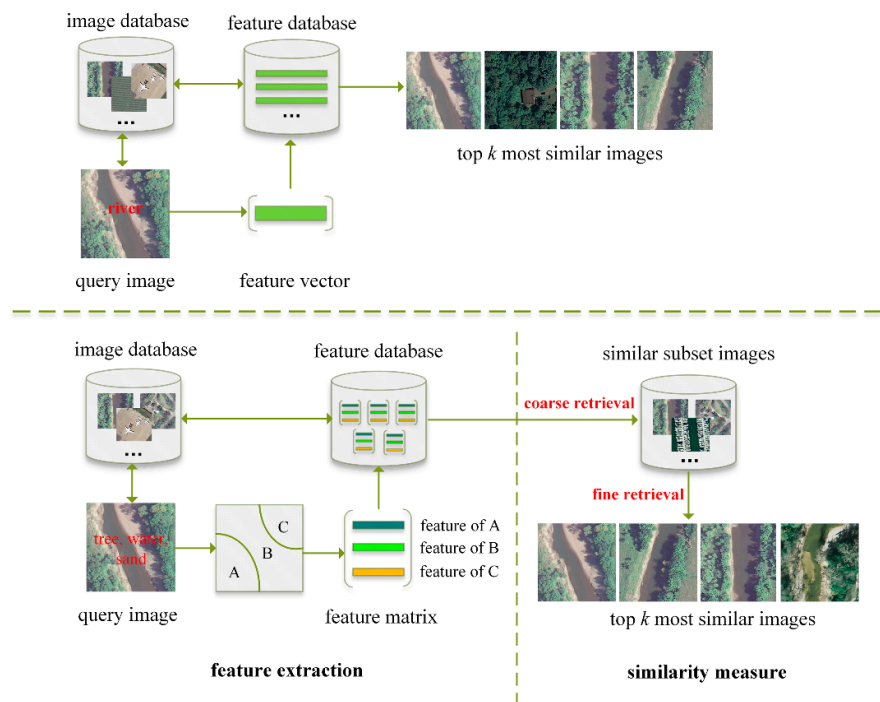 image database
feature database
...
...
top k most similar images
river
query image
feature vector
image database
feature database
similar subset images
coarse retrieval
...
...
fine retrieval
tree, water,
sand
A
B
C
feature of A
feature of B
feature of C
query image
feature matrix
top k most similar images
feature extraction
similarity measure